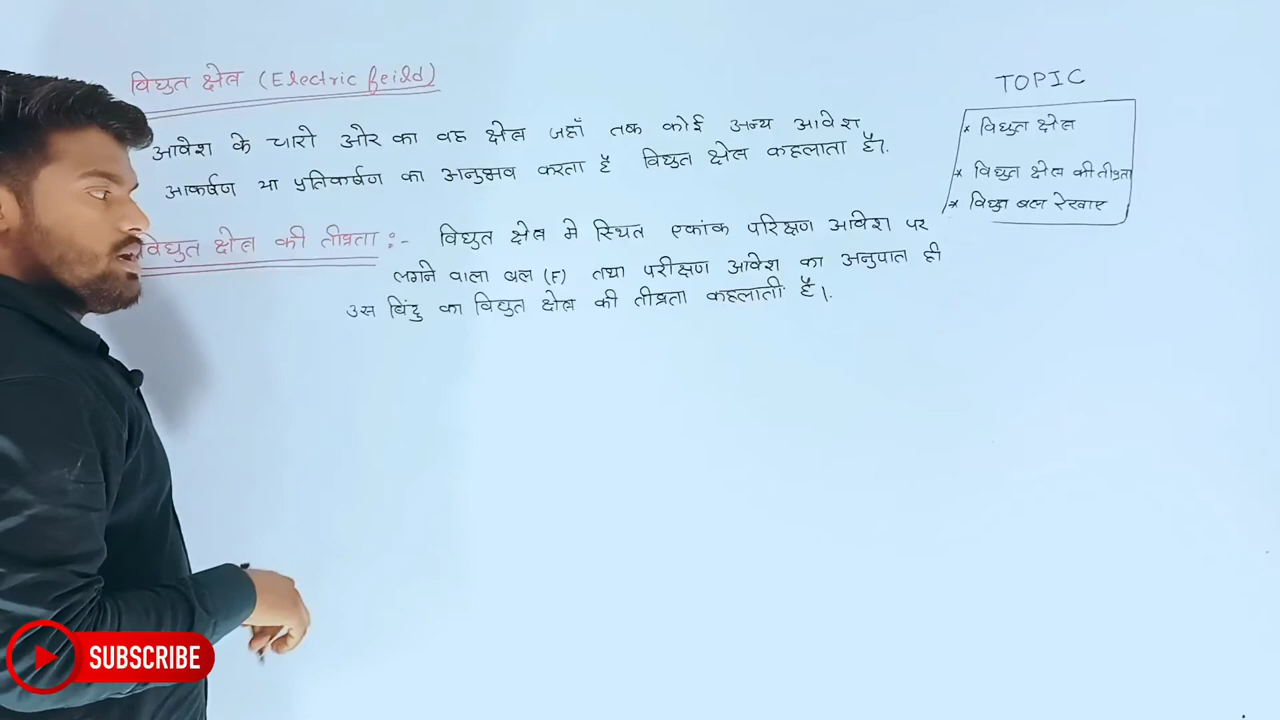 विद्युत क्षेत्र (Electric feild)
आवेश के चारो ओर का वह क्षेत्र जहाँ तक कोई अन्य आवेश
आकर्षण या प्रतिकर्षण का अनुभव करता है विद्युत क्षेत्र कहलाता है।
विद्युत क्षेत्र की तीव्रता :- विद्युत क्षेत्र मे स्थित एकांक परिक्षण आवेश पर
लगने वाला बल (F) तथा परीक्षण आवेश का अनुपात ही
उस बिंदु का विद्युत क्षेत्र की तीव्रता कहलाती है।
TOPIC
* विद्युत क्षेत्र
* विद्युत क्षेत्र की तीव्रता
* विद्युत बल रेखाए
SUBSCRIBE